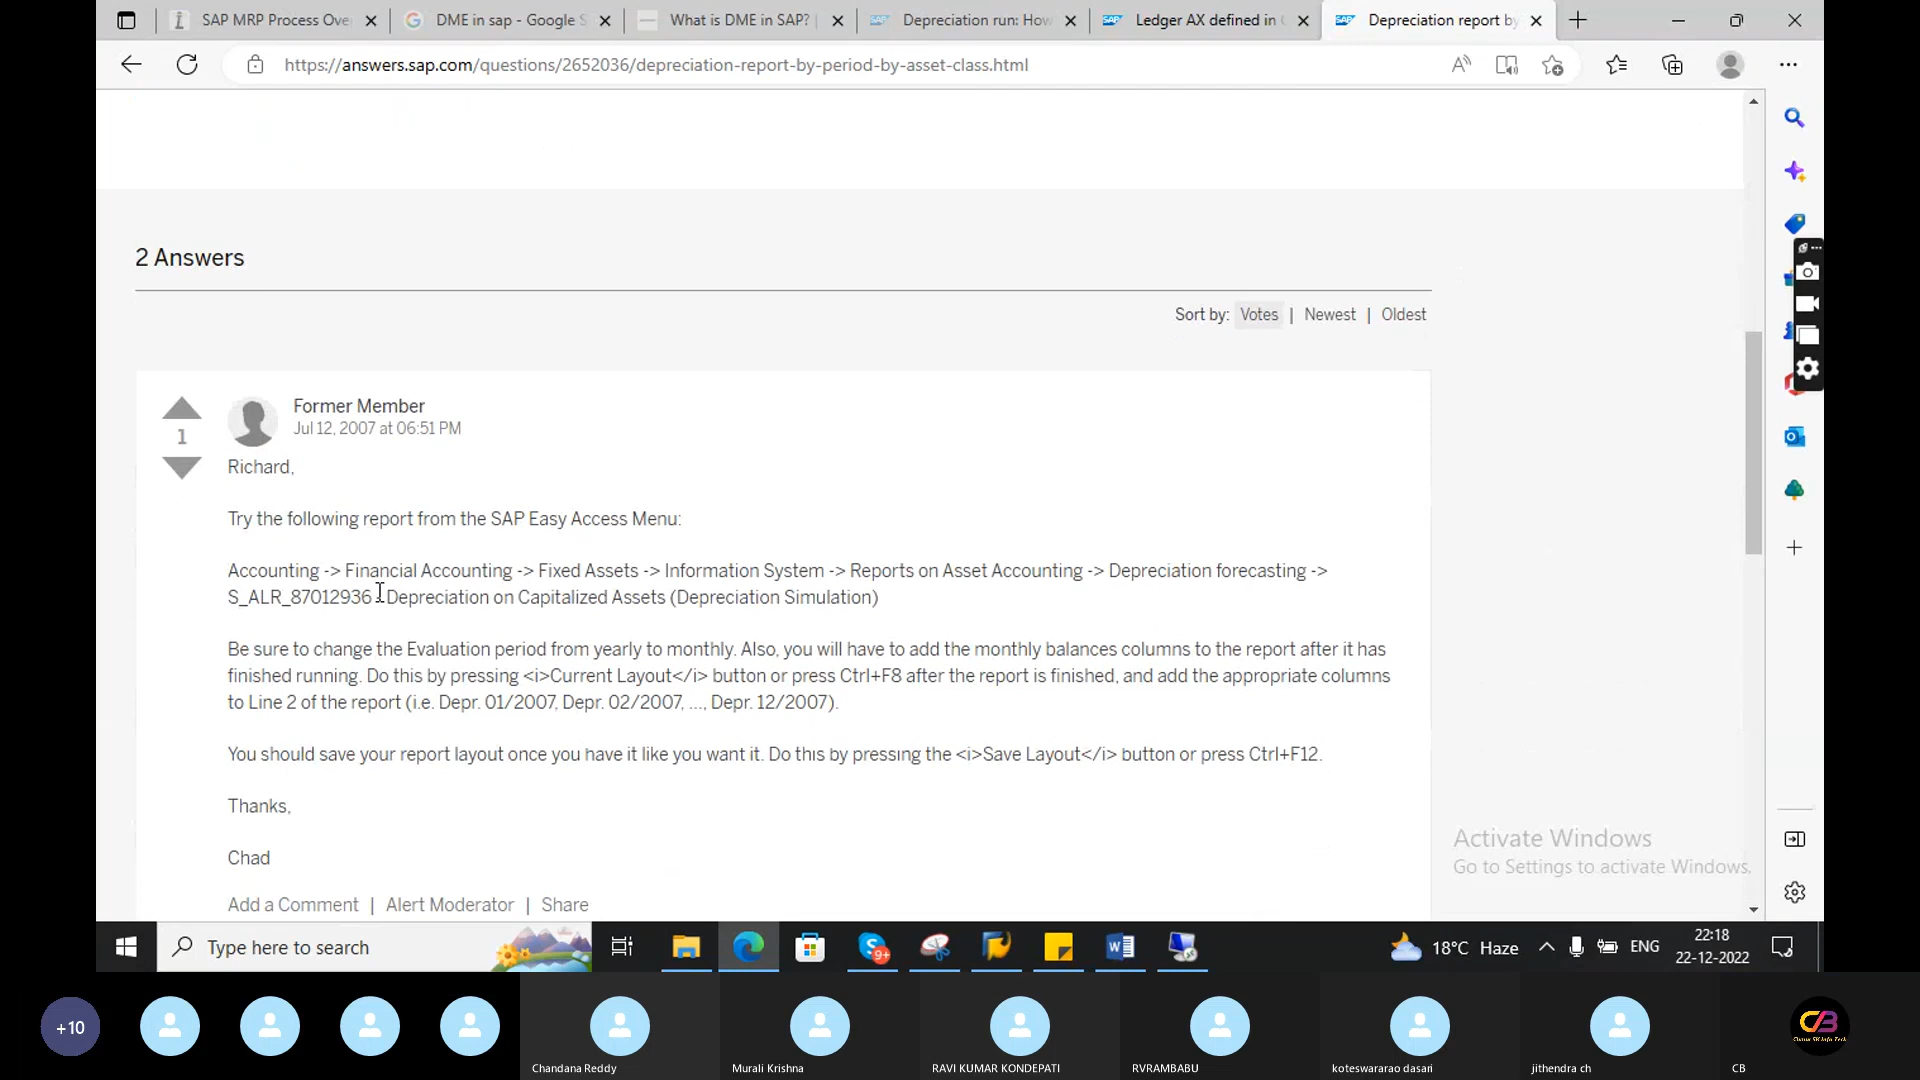 SAP MRP Process Ove
DME in sap - Google S
What is DME in SAP? |
Depreciation run: How
Ledger AX defined in
Depreciation report by
https://answers.sap.com/questions/2652036/depreciation-report-by-period-by-asset-class.html
2 Answers
Sort by: Votes | Newest | Oldest
1
Former Member
Jul 12, 2007 at 06:51 PM
Richard,
Try the following report from the SAP Easy Access Menu:
Accounting -> Financial Accounting -> Fixed Assets -> Information System -> Reports on Asset Accounting -> Depreciation forecasting ->
S_ALR_87012936 Depreciation on Capitalized Assets (Depreciation Simulation)
Be sure to change the Evaluation period from yearly to monthly. Also, you will have to add the monthly balances columns to the report after it has
finished running. Do this by pressing <i>Current Layout</i> button or press Ctrl+F8 after the report is finished, and add the appropriate columns
to Line 2 of the report (i.e. Depr. 01/2007, Depr. 02/2007, ..., Depr. 12/2007).
You should save your report layout once you have it like you want it. Do this by pressing the <i>Save Layout</i> button or press Ctrl+F12.
Thanks,
Chad
Add a Comment | Alert Moderator | Share
Activate Windows
Go to Settings to activate Windows.
Type here to search
9+
18°C Haze
ENG
22:18
22-12-2022
+10
Chandana Reddy
Murali Krishna
RAVI KUMAR KONDEPATI
RVRAMBABU
koteswararao dasari
jithendra ch
CB